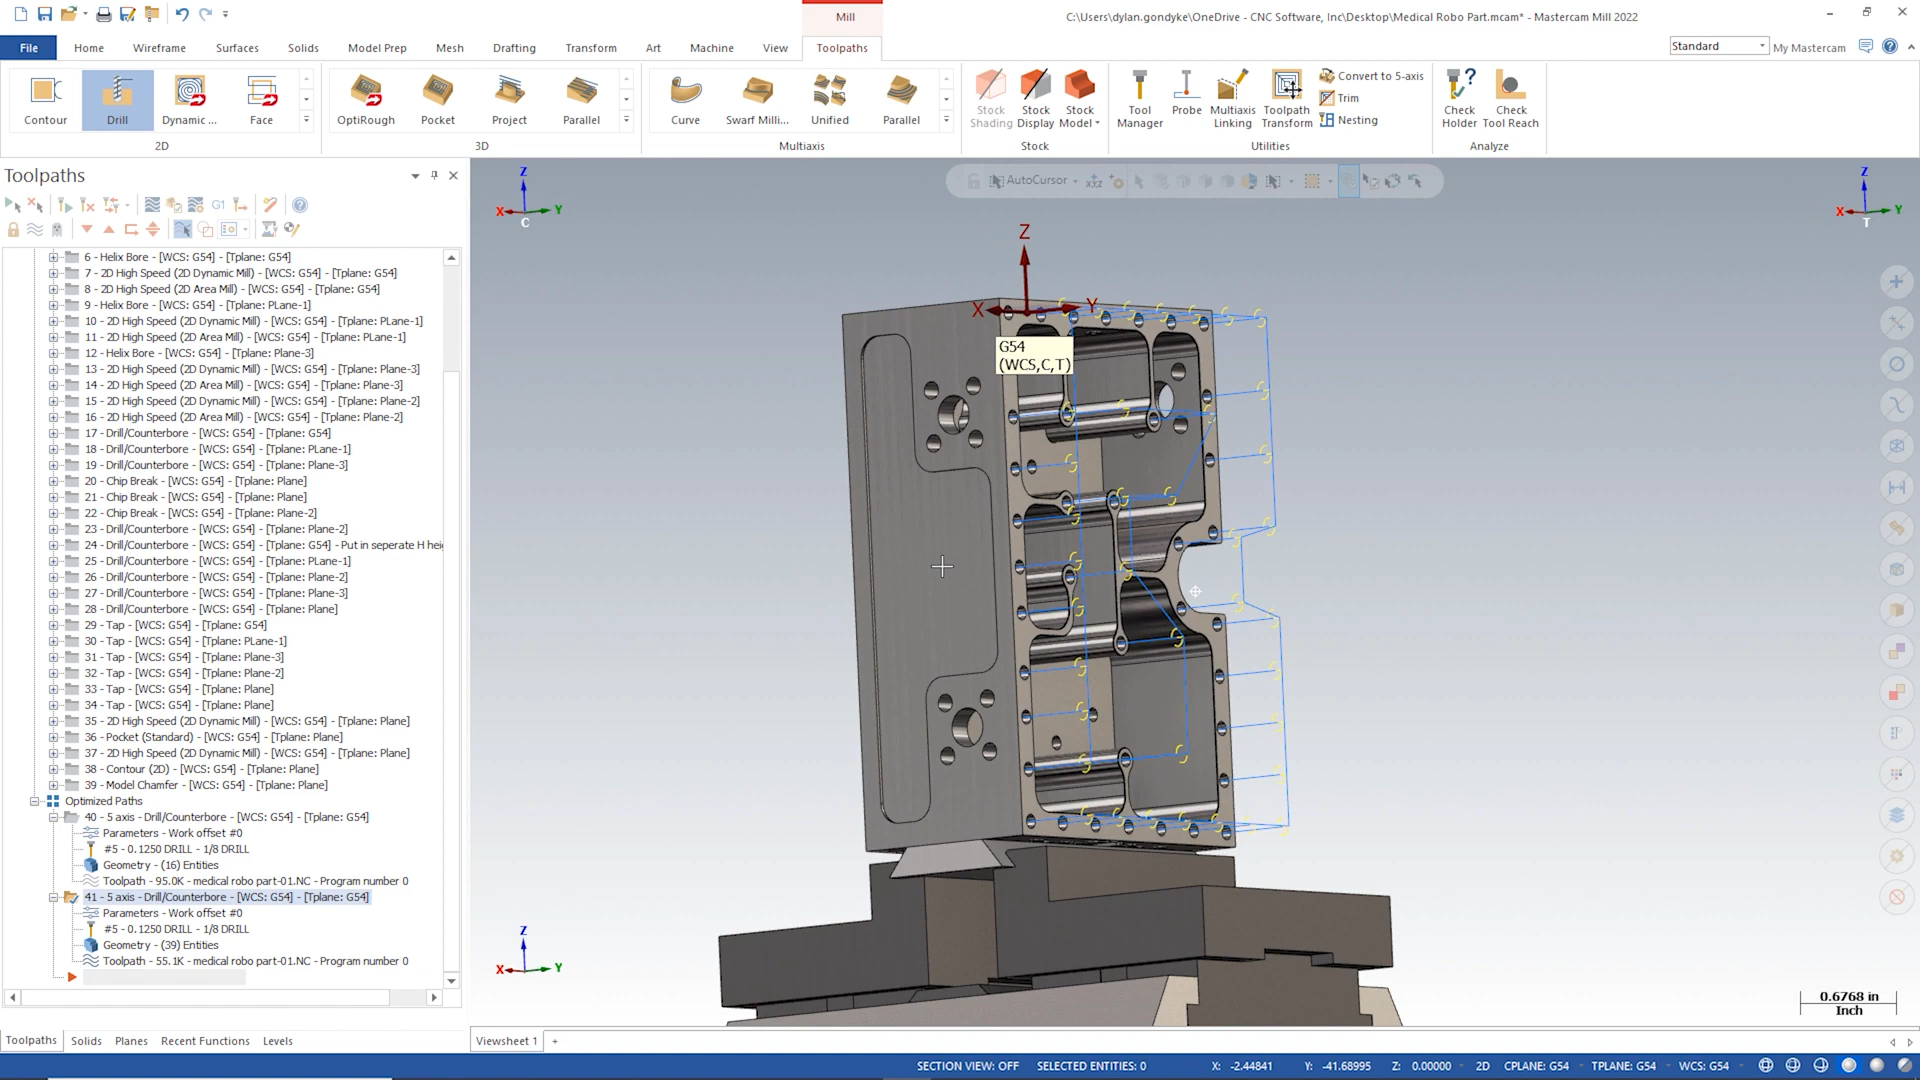 Mill
C:\Users\dylan.gondyke\OneDrive - CNC Software, Inc\Desktop\Medical Robo Part.mcam* - Mastercam Mill 2022
File Home Wireframe Surfaces Solids Model Prep Mesh Drafting Transform Art Machine View Toolpaths
Standard My Mastercam
Contour Drill Dynamic ... Face
OptiRough Pocket Project Parallel
Curve Swarf Milli... Unified Parallel
Stock Shading Stock Display Stock Model
Tool Manager Probe Multiaxis Linking Toolpath Transform
Convert to 5-axis
Trim
Nesting
Check Holder Check Tool Reach
2D 3D Multiaxis Stock Utilities Analyze
Toolpaths
G1
AutoCursor
xyz
6 - Helix Bore - [WCS: G54] - [Tplane: G54]
7 - 2D High Speed (2D Dynamic Mill) - [WCS: G54] - [Tplane: G54]
8 - 2D High Speed (2D Area Mill) - [WCS: G54] - [Tplane: G54]
9 - Helix Bore - [WCS: G54] - [Tplane: PLane-1]
10 - 2D High Speed (2D Dynamic Mill) - [WCS: G54] - [Tplane: PLane-1]
11 - 2D High Speed (2D Area Mill) - [WCS: G54] - [Tplane: PLane-1]
12 - Helix Bore - [WCS: G54] - [Tplane: Plane-3]
13 - 2D High Speed (2D Dynamic Mill) - [WCS: G54] - [Tplane: Plane-3]
14 - 2D High Speed (2D Area Mill) - [WCS: G54] - [Tplane: Plane-3]
15 - 2D High Speed (2D Dynamic Mill) - [WCS: G54] - [Tplane: Plane-2]
16 - 2D High Speed (2D Area Mill) - [WCS: G54] - [Tplane: Plane-2]
17 - Drill/Counterbore - [WCS: G54] - [Tplane: G54]
18 - Drill/Counterbore - [WCS: G54] - [Tplane: PLane-1]
19 - Drill/Counterbore - [WCS: G54] - [Tplane: Plane-3]
20 - Chip Break - [WCS: G54] - [Tplane: Plane]
21 - Chip Break - [WCS: G54] - [Tplane: Plane]
22 - Chip Break - [WCS: G54] - [Tplane: Plane-2]
23 - Drill/Counterbore - [WCS: G54] - [Tplane: Plane-2]
24 - Drill/Counterbore - [WCS: G54] - [Tplane: G54] - Put in seperate H hei
25 - Drill/Counterbore - [WCS: G54] - [Tplane: PLane-1]
26 - Drill/Counterbore - [WCS: G54] - [Tplane: Plane-2]
27 - Drill/Counterbore - [WCS: G54] - [Tplane: Plane-3]
28 - Drill/Counterbore - [WCS: G54] - [Tplane: Plane]
29 - Tap - [WCS: G54] - [Tplane: G54]
30 - Tap - [WCS: G54] - [Tplane: PLane-1]
31 - Tap - [WCS: G54] - [Tplane: Plane-3]
32 - Tap - [WCS: G54] - [Tplane: Plane-2]
33 - Tap - [WCS: G54] - [Tplane: Plane]
34 - Tap - [WCS: G54] - [Tplane: Plane]
35 - 2D High Speed (2D Dynamic Mill) - [WCS: G54] - [Tplane: Plane]
36 - Pocket (Standard) - [WCS: G54] - [Tplane: Plane]
37 - 2D High Speed (2D Dynamic Mill) - [WCS: G54] - [Tplane: Plane]
38 - Contour (2D) - [WCS: G54] - [Tplane: Plane]
39 - Model Chamfer - [WCS: G54] - [Tplane: Plane]
Optimized Paths
40 - 5 axis - Drill/Counterbore - [WCS: G54] - [Tplane: G54]
Parameters - Work offset #0
#5 - 0.1250 DRILL - 1/8 DRILL
Geometry - (16) Entities
Toolpath - 95.0K - medical robo part-01.NC - Program number 0
41 - 5 axis - Drill/Counterbore - [WCS: G54] - [Tplane: G54]
Parameters - Work offset #0
#5 - 0.1250 DRILL - 1/8 DRILL
Geometry - (39) Entities
Toolpath - 55.1K - medical robo part-01.NC - Program number 0
Toolpaths Solids Planes Recent Functions Levels
Z
X Y
C
Z
X Y
T
Z
X Y
G54
(WCS,C,T)
Z
X Y
0.6768 in
Inch
Viewsheet 1 +
SECTION VIEW: OFF SELECTED ENTITIES: 0 X: -2.44841 Y: -41.68995 Z: 0.00000 2D CPLANE: G54 TPLANE: G54 WCS: G54